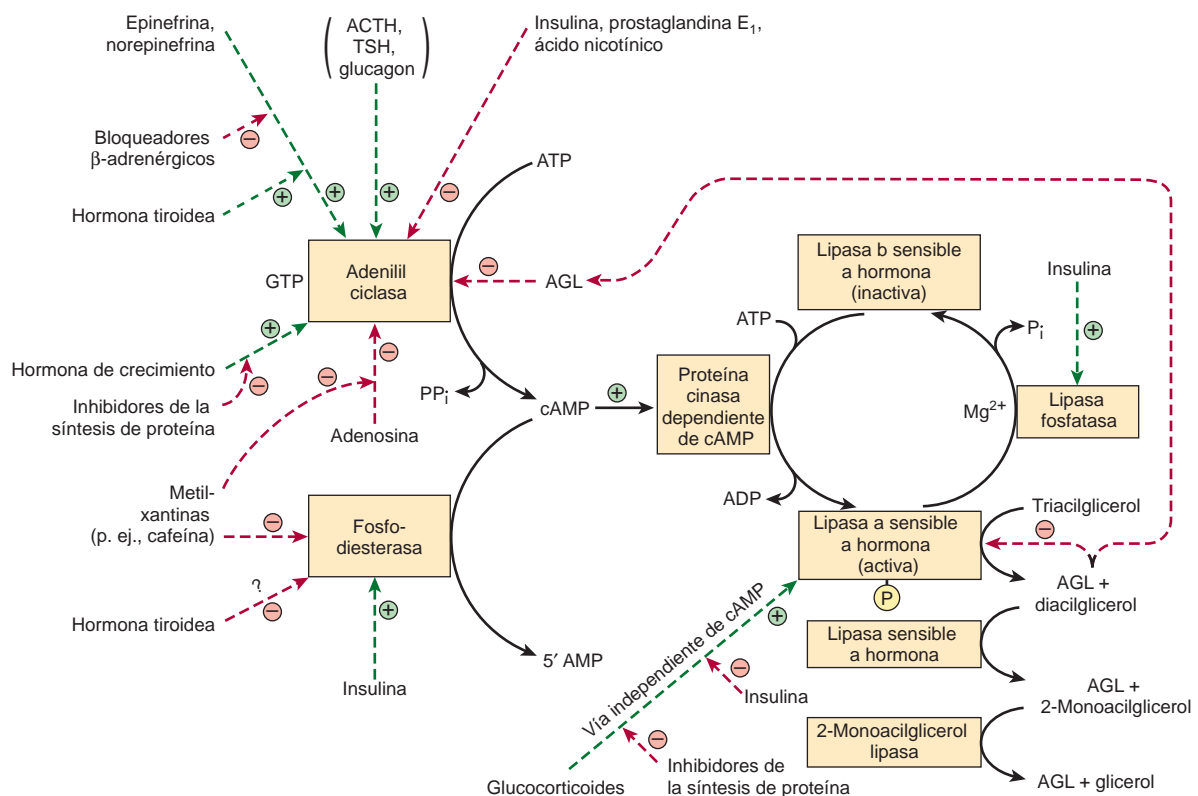 Epinefrina,
norepinefrina
ACTH,
TSH,
glucagon
Insulina, prostaglandina E1,
ácido nicotínico
Bloqueadores
β-adrenérgicos
−
Hormona tiroidea
+
+
+
−
ATP
GTP
Adenilil
ciclasa
−
AGL
Lipasa b sensible
a hormona
(inactiva)
Insulina
+
ATP
Pi
+
Hormona de crecimiento
−
Inhibidores de la
síntesis de proteína
−
−
Adenosina
PPi
cAMP
+
Proteína
cinasa
dependiente
de cAMP
Mg2+
Lipasa
fosfatasa
ADP
Metil-
xantinas
(p. ej., cafeína)
−
Fosfo-
diesterasa
Lipasa a sensible
a hormona
(activa)
P
Triacilglicerol
−
AGL +
diacilglicerol
?
−
Hormona tiroidea
+
Insulina
5′ AMP
Vía independiente de cAMP
+
−
Insulina
−
Inhibidores de
la síntesis de proteína
Glucocorticoides
Lipasa sensible
a hormona
AGL +
2-Monoacilglicerol
2-Monoacilglicerol
lipasa
AGL + glicerol